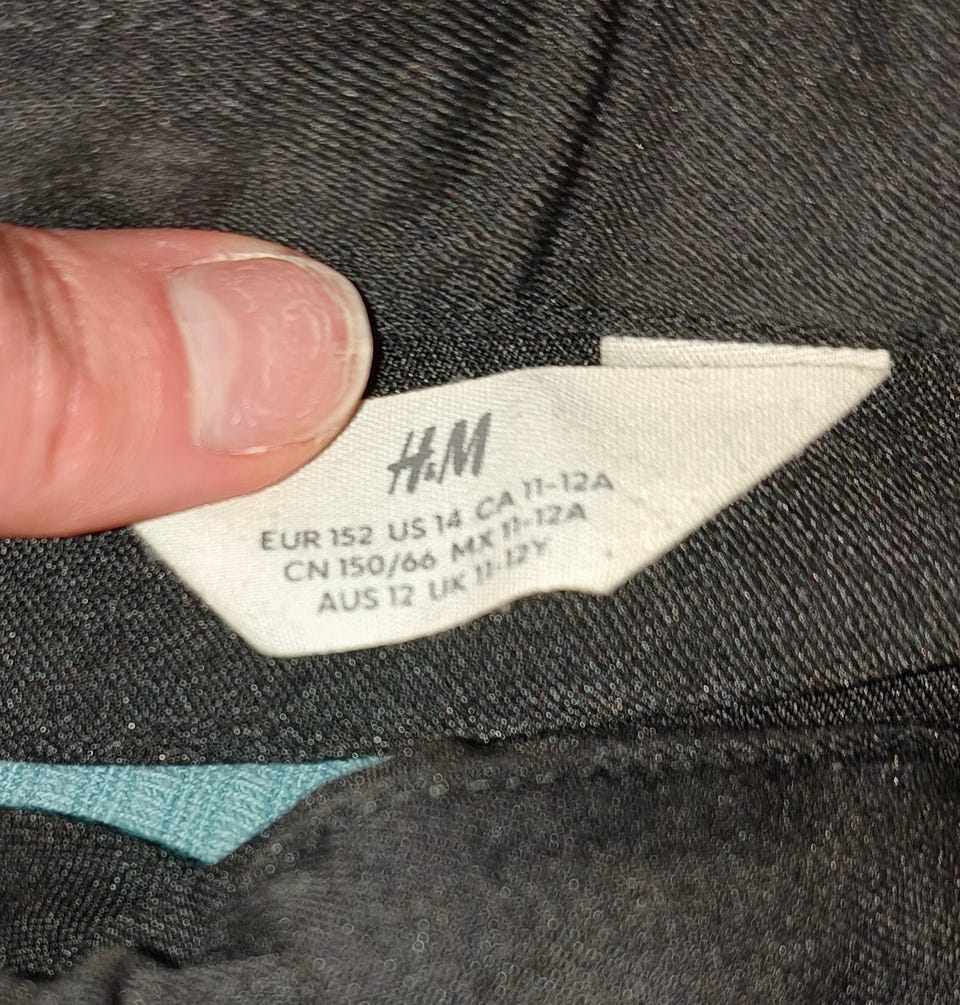 H&M
EUR 152 US 14 CA 11-12A
CN 150/66 MX 11-12A
AUS 12 UK 11-12Y